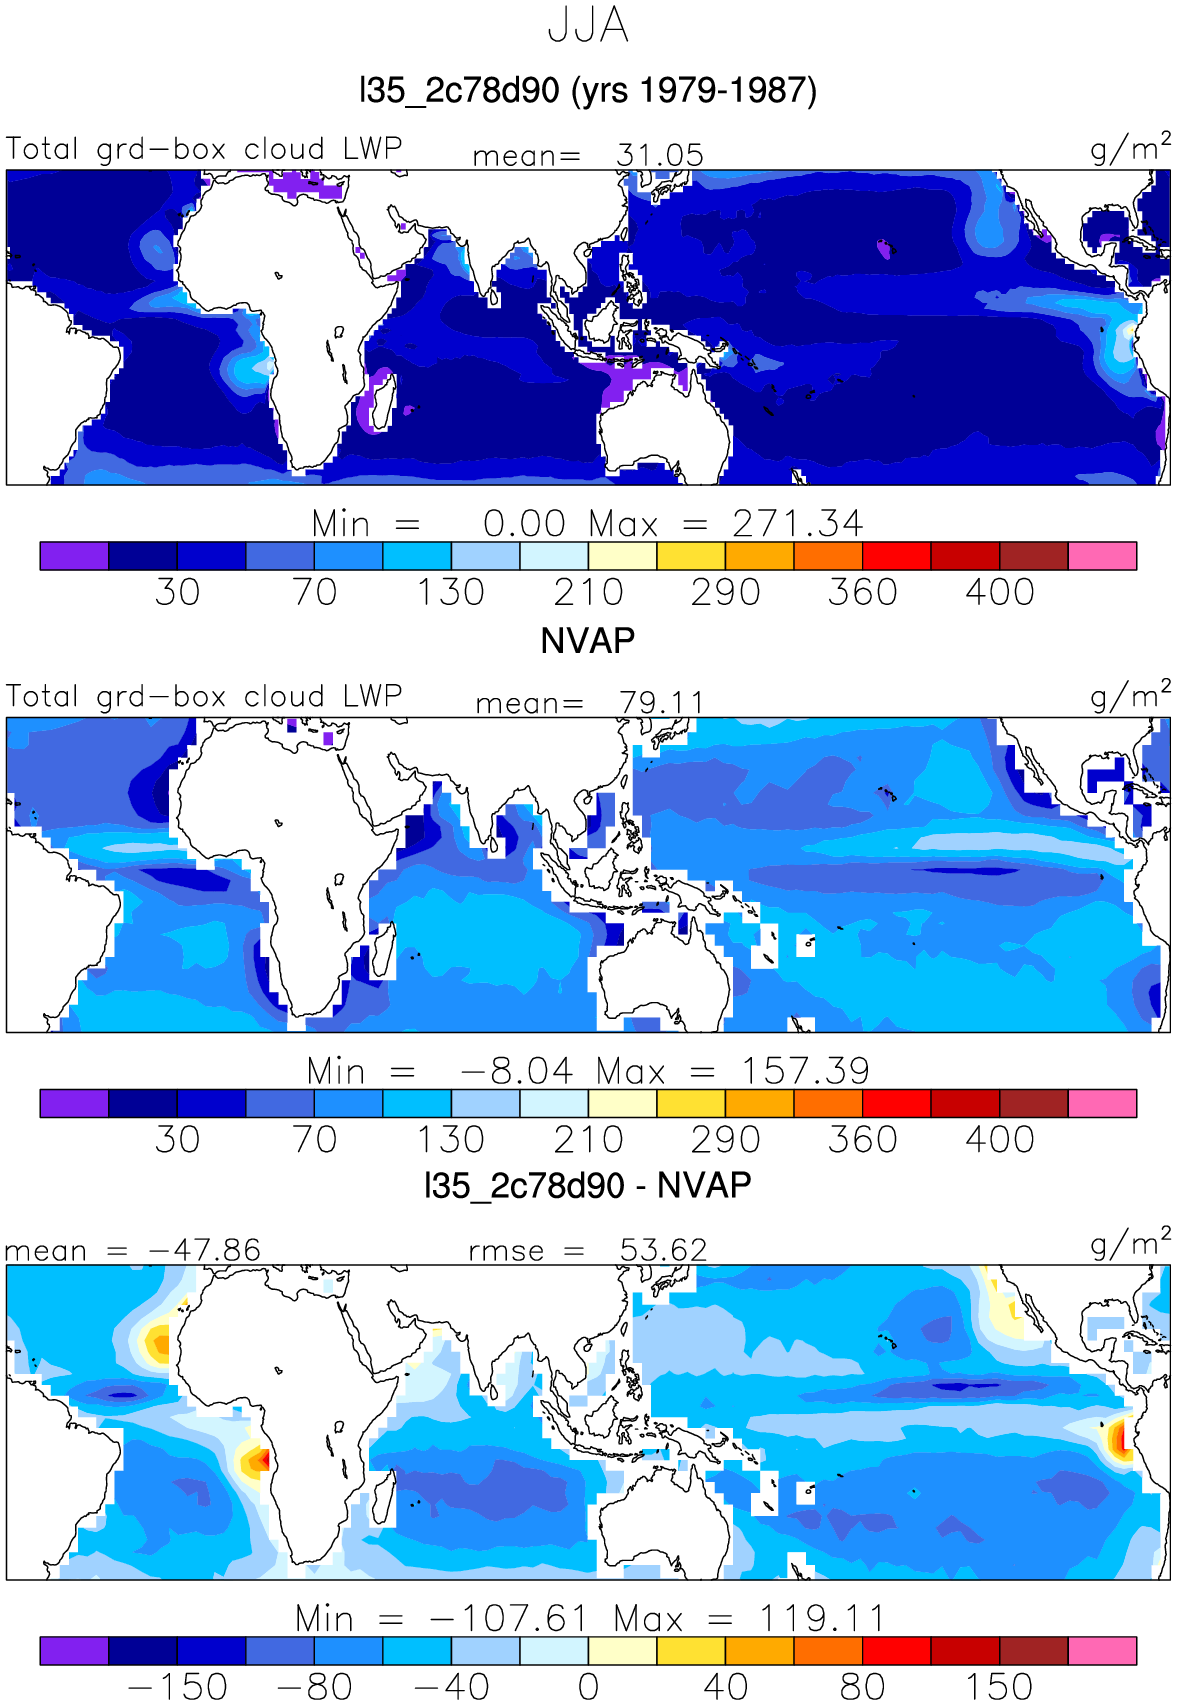 JJA
l35_2c78d90 (yrs 1979-1987)
Total grd-box cloud LWP mean= 31.05 g/m²
Min = 0.00 Max = 271.34
30 70 130 210 290 360 400
NVAP
Total grd-box cloud LWP mean= 79.11 g/m²
Min = -8.04 Max = 157.39
30 70 130 210 290 360 400
l35_2c78d90 - NVAP
mean = -47.86 rmse = 53.62 g/m²
Min = -107.61 Max = 119.11
-150 -80 -40 0 40 80 150